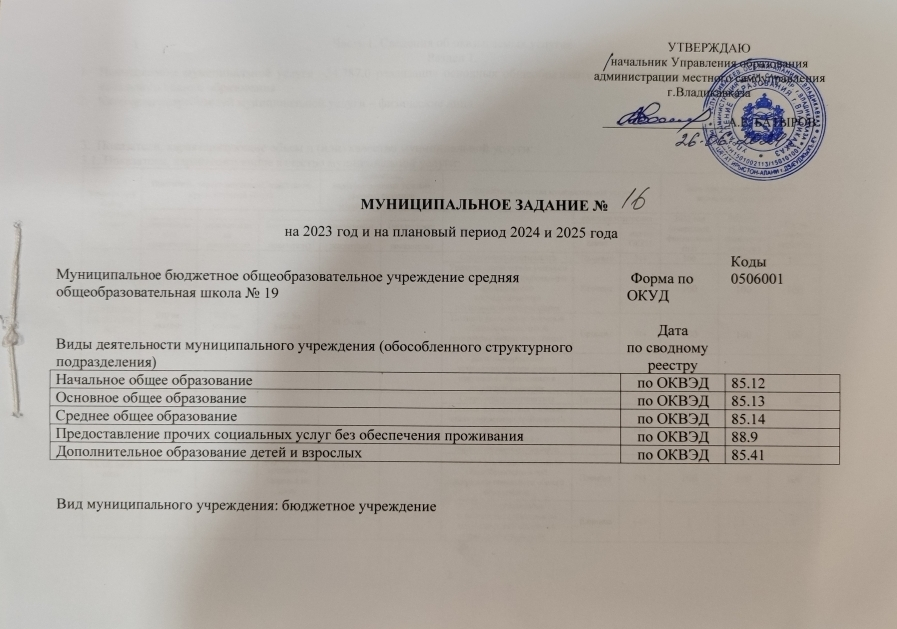 УТВЕРЖДАЮ
начальник Управления образования
администрации местного самоуправления
г.Владикавказа
МУНИЦИПАЛЬНОЕ ЗАДАНИЕ № 16
на 2023 год и на плановый период 2024 и 2025 года
Коды
Муниципальное бюджетное общеобразовательное учреждение средняя Форма по 0506001
общеобразовательная школа № 19 ОКУД
Дата
Виды деятельности муниципального учреждения (обособленного структурного по сводному
подразделения) реестру
Начальное общее образование по ОКВЭД 85.12
Основное общее образование по ОКВЭД 85.13
Среднее общее образование по ОКВЭД 85.14
Предоставление прочих социальных услуг без обеспечения проживания по ОКВЭД 88.9
Дополнительное образование детей и взрослых по ОКВЭД 85.41
Вид муниципального учреждения: бюджетное учреждение